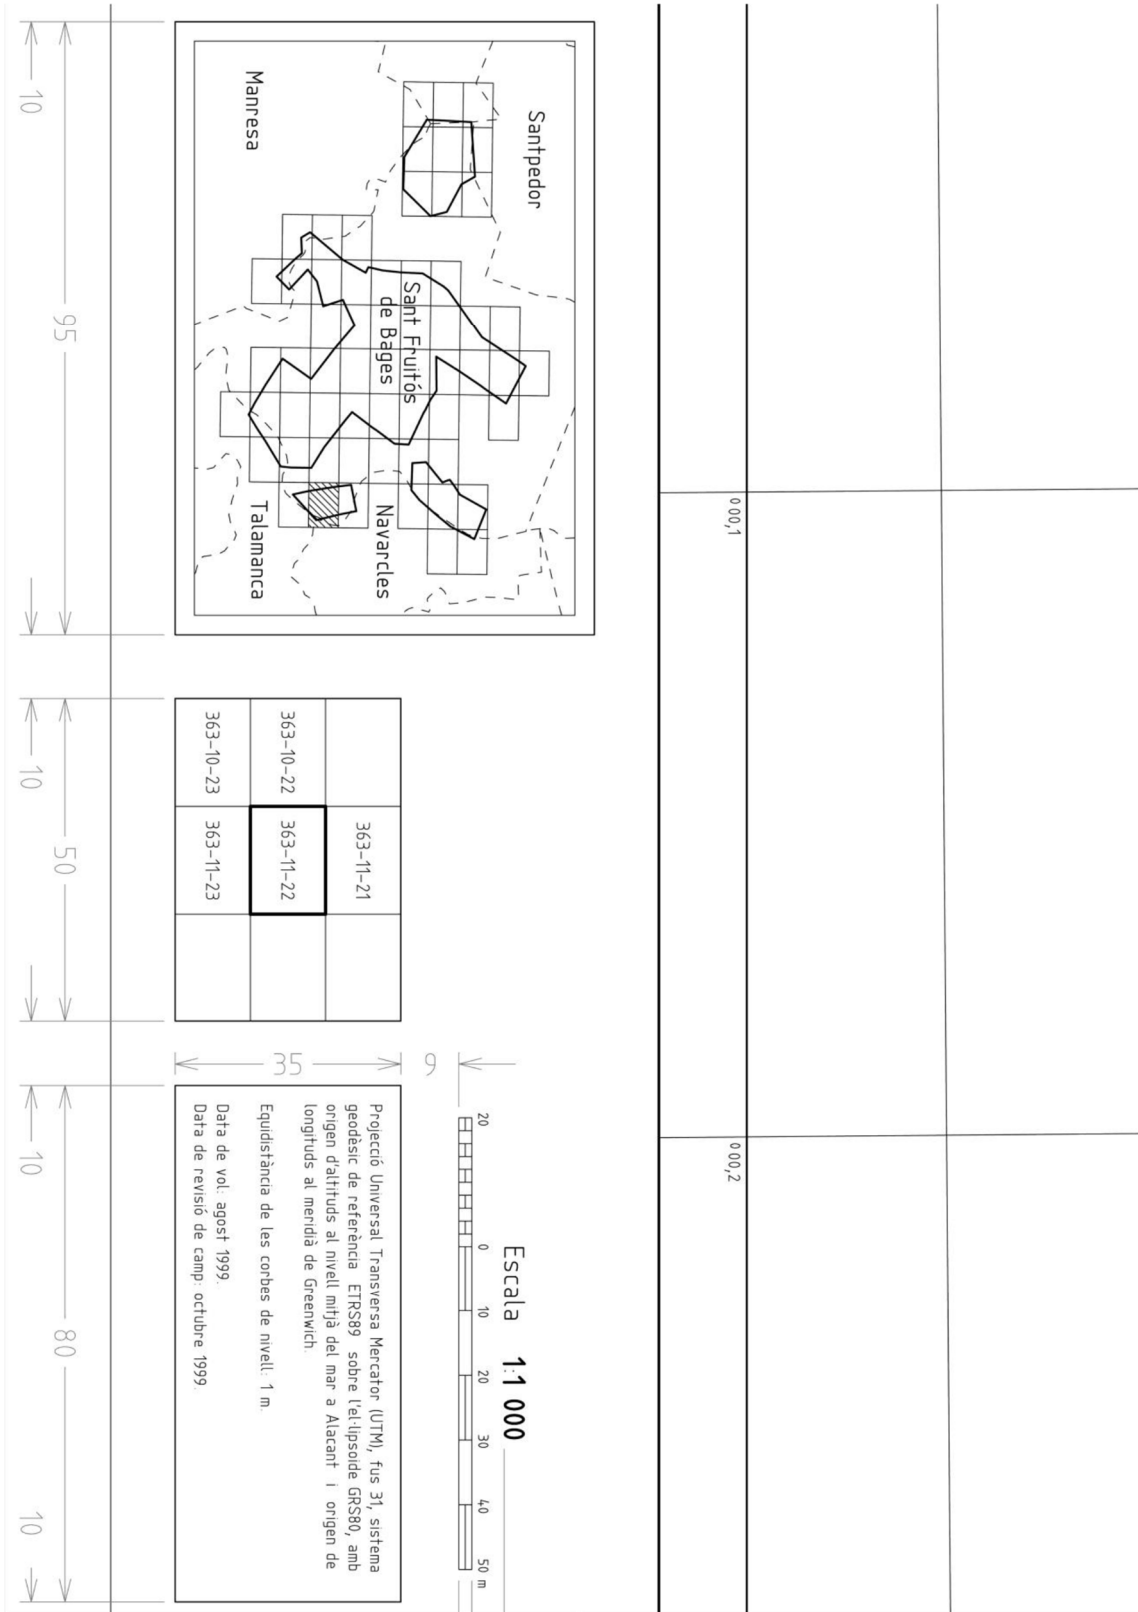 0 00,1
0 00,2
Santpedor
Sant Fruitós
de Bages
Navarcles
Manresa
Talamanca
363-11-21
363-10-22
363-11-22
363-10-23
363-11-23
Escala 1:1 000
20 0 10 20 30 40 50 m
9
35
Projecció Universal Transversa Mercator (UTM), fus 31, sistema
geodèsic de referència ETRS89 sobre l'el·lipsoide GRS80, amb
origen d'altituds al nivell mitjà del mar a Alacant i origen de
longituds al meridià de Greenwich.
Equidistància de les corbes de nivell: 1 m.
Data de vol: agost 1999.
Data de revisió de camp: octubre 1999.
95
50
80
10
10
10
10